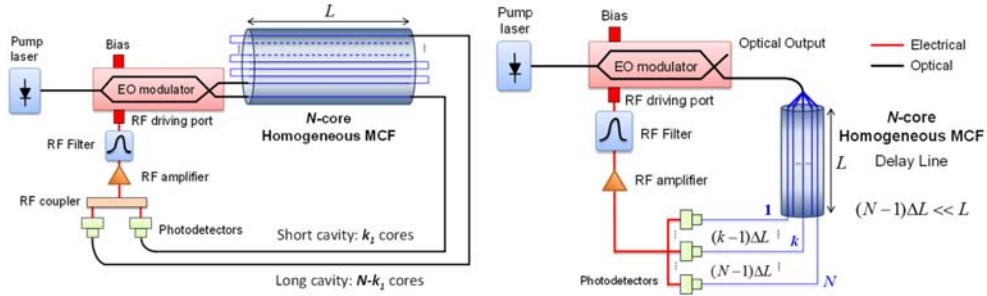 L
Pump
laser
Bias
EO modulator
RF driving port
RF Filter
RF amplifier
RF coupler
Photodetectors
N-core
Homogeneous MCF
Short cavity: k₁ cores
Long cavity: N-k₁ cores
Pump
laser
Bias
Optical Output
EO modulator
RF driving port
RF Filter
RF amplifier
Electrical
Optical
N-core
Homogeneous MCF
L
Delay Line
(N−1)ΔL << L
1
(k−1)ΔL
k
(N−1)ΔL
N
Photodetectors